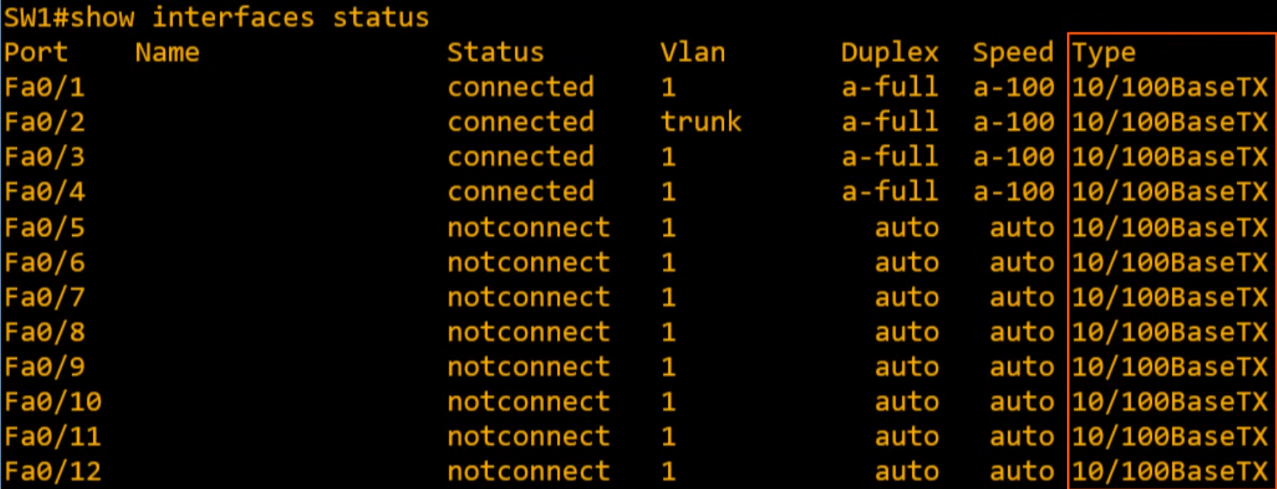 SW1#show interfaces status
Port Name Status Vlan Duplex Speed Type
Fa0/1 connected 1 a-full a-100 10/100BaseTX
Fa0/2 connected trunk a-full a-100 10/100BaseTX
Fa0/3 connected 1 a-full a-100 10/100BaseTX
Fa0/4 connected 1 a-full a-100 10/100BaseTX
Fa0/5 notconnect 1 auto auto 10/100BaseTX
Fa0/6 notconnect 1 auto auto 10/100BaseTX
Fa0/7 notconnect 1 auto auto 10/100BaseTX
Fa0/8 notconnect 1 auto auto 10/100BaseTX
Fa0/9 notconnect 1 auto auto 10/100BaseTX
Fa0/10 notconnect 1 auto auto 10/100BaseTX
Fa0/11 notconnect 1 auto auto 10/100BaseTX
Fa0/12 notconnect 1 auto auto 10/100BaseTX